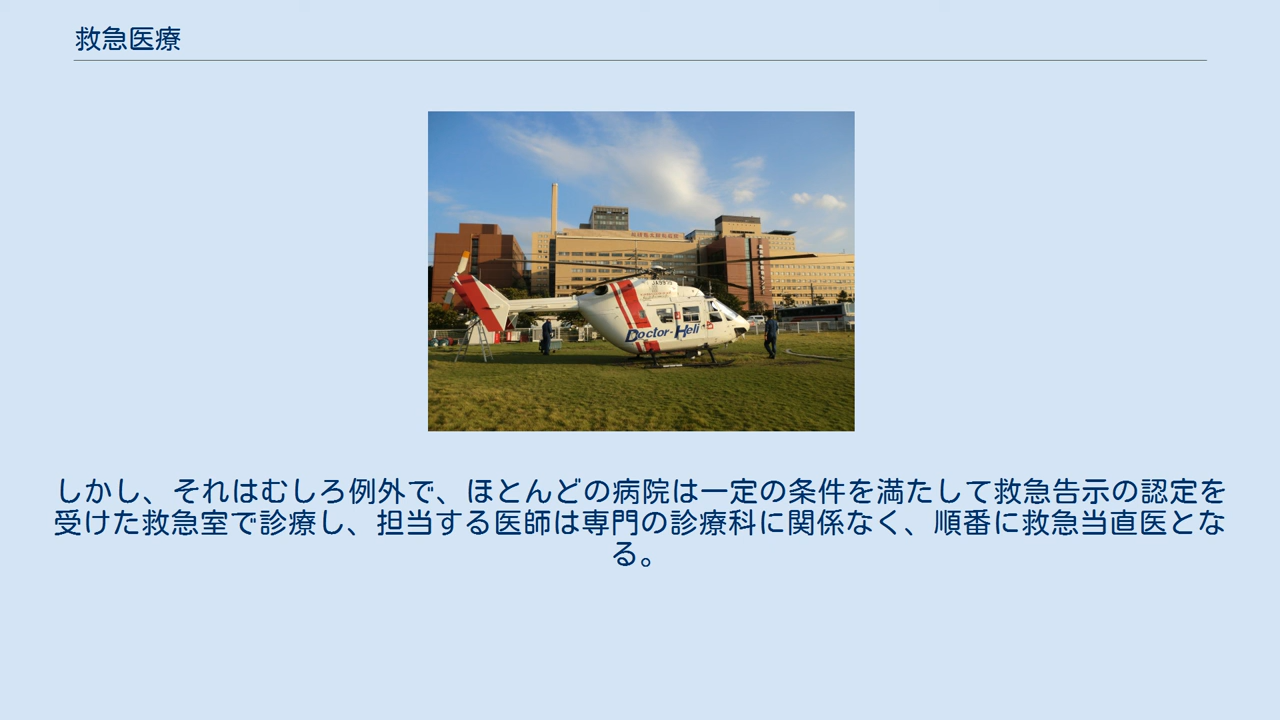 救急医療
Doctor-Heli
しかし、それはむしろ例外で、ほとんどの病院は一定の条件を満たして救急告示の認定を
受けた救急室で診療し、担当する医師は専門の診療科に関係なく、順番に救急当直医とな
る。